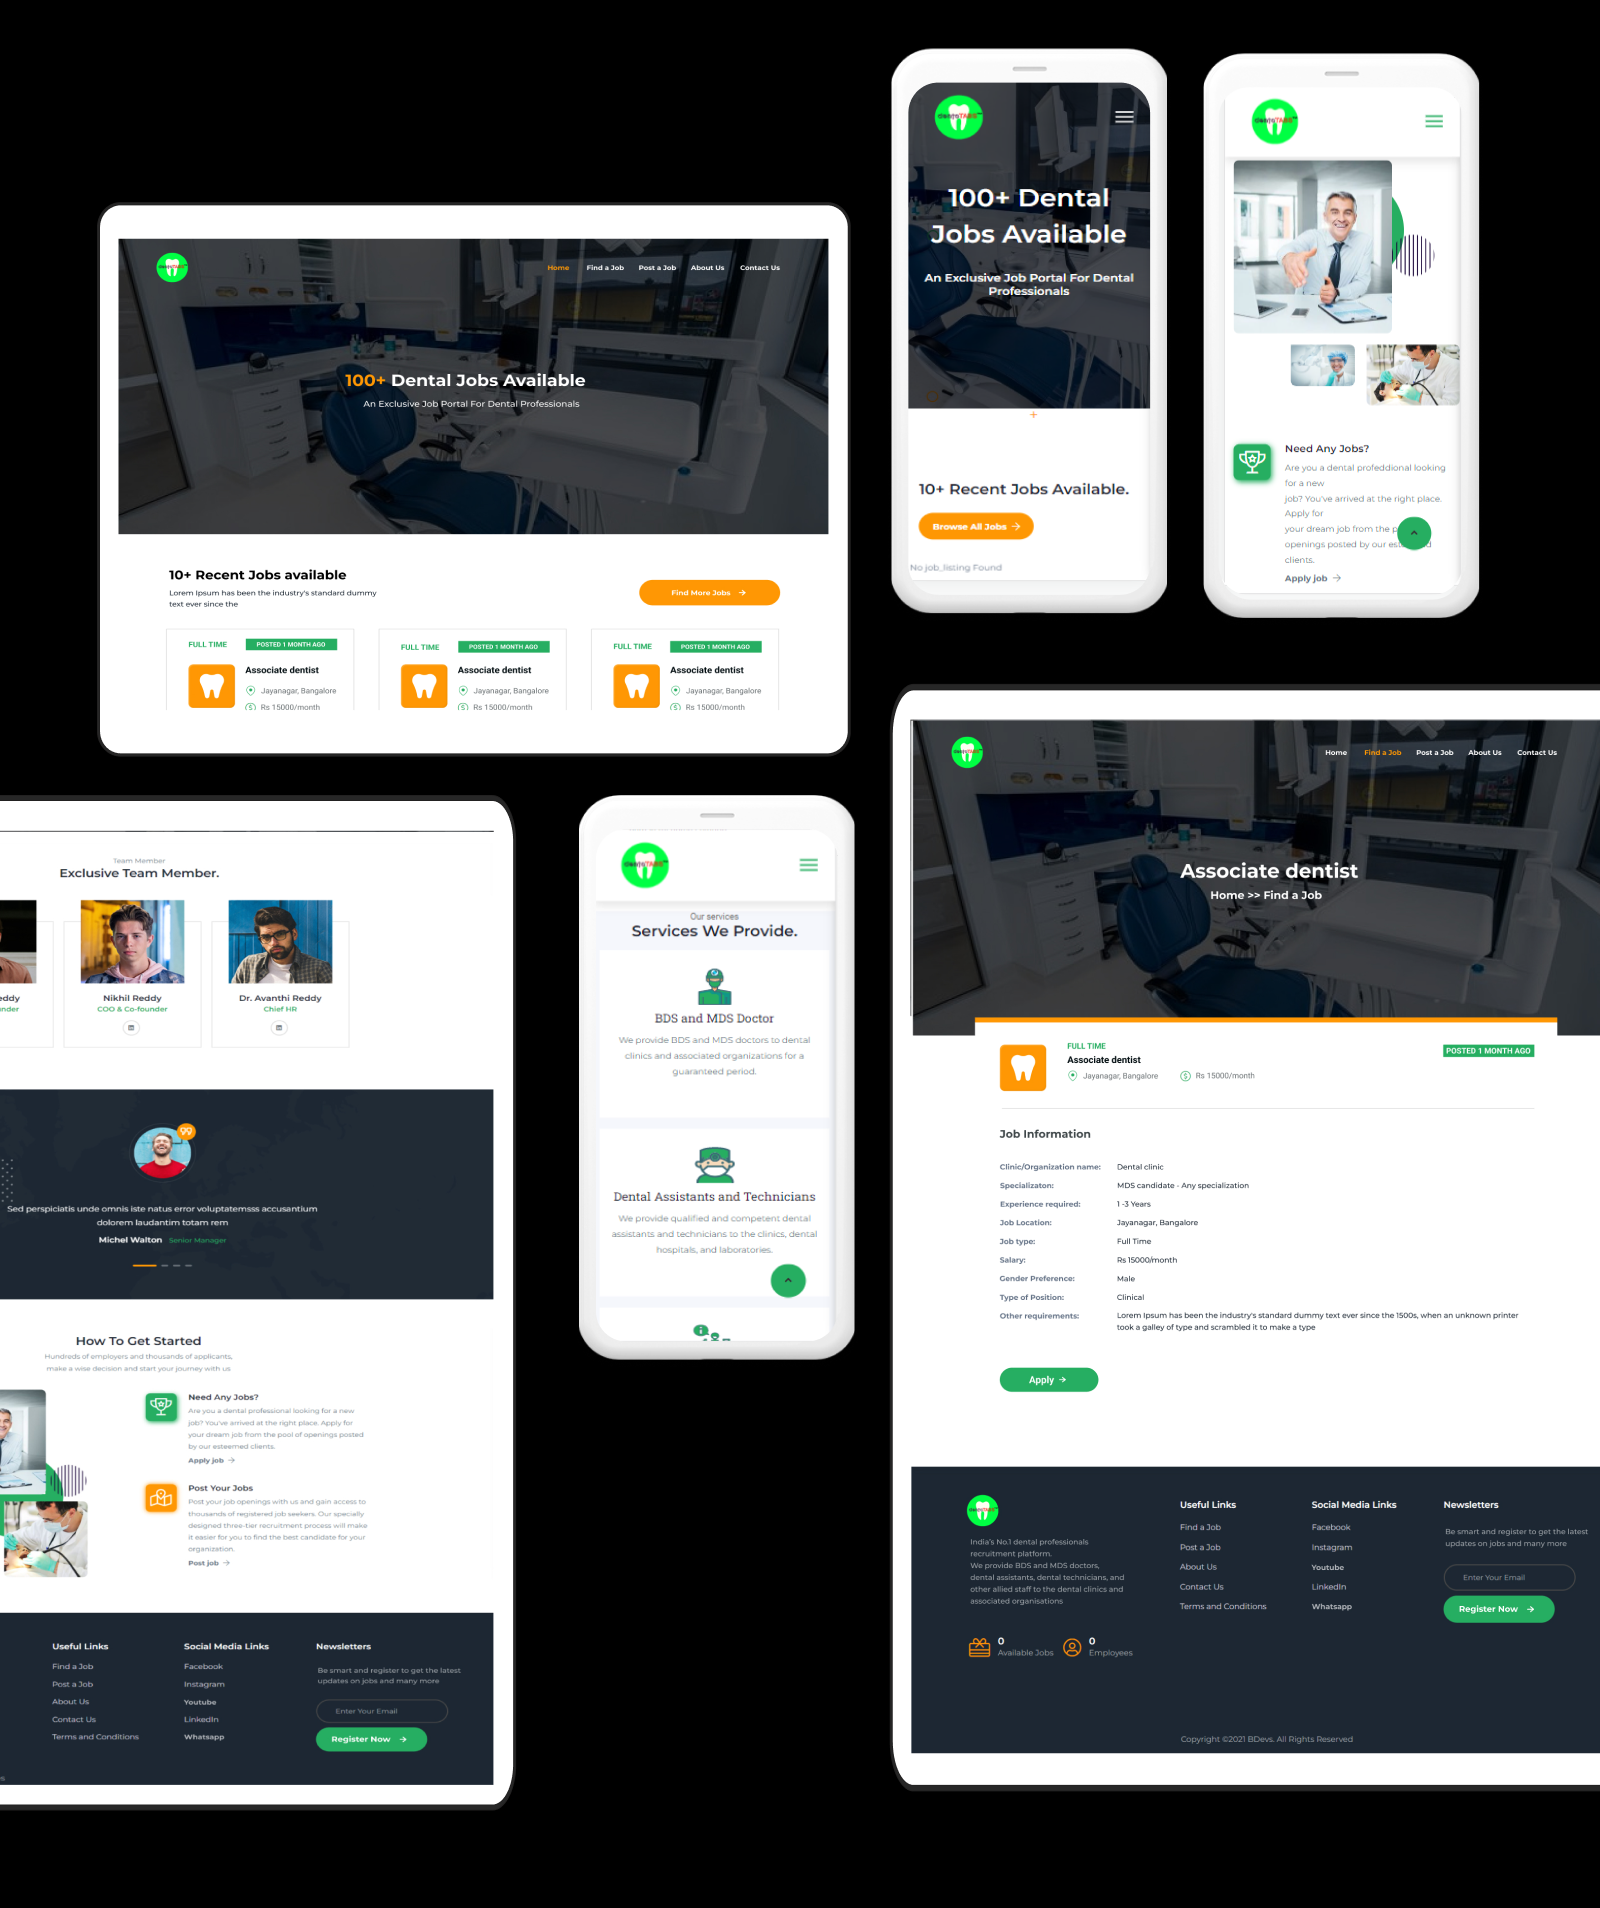 dentoTABS™
Home Find a Job Post a Job About Us Contact Us
100+ Dental Jobs Available
An Exclusive Job Portal For Dental Professionals
10+ Recent Jobs available
Lorem Ipsum has been the industry's standard dummy
text ever since the
Find More Jobs →
FULL TIME POSTED 1 MONTH AGO
Associate dentist
Jayanagar, Bangalore
Rs 15000/month
FULL TIME POSTED 1 MONTH AGO
Associate dentist
Jayanagar, Bangalore
Rs 15000/month
FULL TIME POSTED 1 MONTH AGO
Associate dentist
Jayanagar, Bangalore
Rs 15000/month
dentoTABS™
100+ Dental
Jobs Available
An Exclusive Job Portal For Dental
Professionals
10+ Recent Jobs Available.
Browse All Jobs →
No job_listing Found
dentoTABS™
Need Any Jobs?
Are you a dental profeddional looking
for a new
job? You've arrived at the right place.
Apply for
your dream job from the p
openings posted by our est d
clients.
Apply job →
Team Member
Exclusive Team Member.
eddy
nder
Nikhil Reddy
COO & Co-founder
Dr. Avanthi Reddy
Chief HR
Sed perspiciatis unde omnis iste natus error voluptatemsss accusantium
dolorem laudantim totam rem
Michel Walton Senior Manager
How To Get Started
Hundreds of employers and thousands of applicants,
make a wise decision and start your journey with us
Need Any Jobs?
Are you a dental professional looking for a new
job? You've arrived at the right place. Apply for
your dream job from the pool of openings posted
by our esteemed clients.
Apply job →
Post Your Jobs
Post your job openings with us and gain access to
thousands of registered job seekers. Our specially
designed three-tier recruitment process will make
it easier for you to find the best candidate for your
organization.
Post job →
Useful Links
Find a Job
Post a Job
About Us
Contact Us
Terms and Conditions
Social Media Links
Facebook
Instagram
Youtube
LinkedIn
Whatsapp
Newsletters
Be smart and register to get the latest
updates on jobs and many more
Enter Your Email
Register Now →
dentoTABS™
Our services
Services We Provide.
BDS and MDS Doctor
We provide BDS and MDS doctors to dental
clinics and associated organizations for a
guaranteed period.
Dental Assistants and Technicians
We provide qualified and competent dental
assistants and technicians to the clinics, dental
hospitals, and laboratories.
dentoTABS™
Home Find a Job Post a Job About Us Contact Us
Associate dentist
Home >> Find a Job
FULL TIME
Associate dentist
Jayanagar, Bangalore Rs 15000/month
POSTED 1 MONTH AGO
Job Information
Clinic/Organization name: Dental clinic
Specializaton: MDS candidate - Any specialization
Experience required: 1 -3 Years
Job Location: Jayanagar, Bangalore
Job type: Full Time
Salary: Rs 15000/month
Gender Preference: Male
Type of Position: Clinical
Other requirements: Lorem Ipsum has been the industry's standard dummy text ever since the 1500s, when an unknown printer
took a galley of type and scrambled it to make a type
Apply →
dentoTABS™
India's No.1 dental professionals
recruitment platform.
We provide BDS and MDS doctors,
dental assistants, dental technicians, and
other allied staff to the dental clinics and
associated organisations
0
Available Jobs
0
Employees
Useful Links
Find a Job
Post a Job
About Us
Contact Us
Terms and Conditions
Social Media Links
Facebook
Instagram
Youtube
LinkedIn
Whatsapp
Newsletters
Be smart and register to get the latest
updates on jobs and many more
Enter Your Email
Register Now →
Copyright ©2021 BDevs. All Rights Reserved